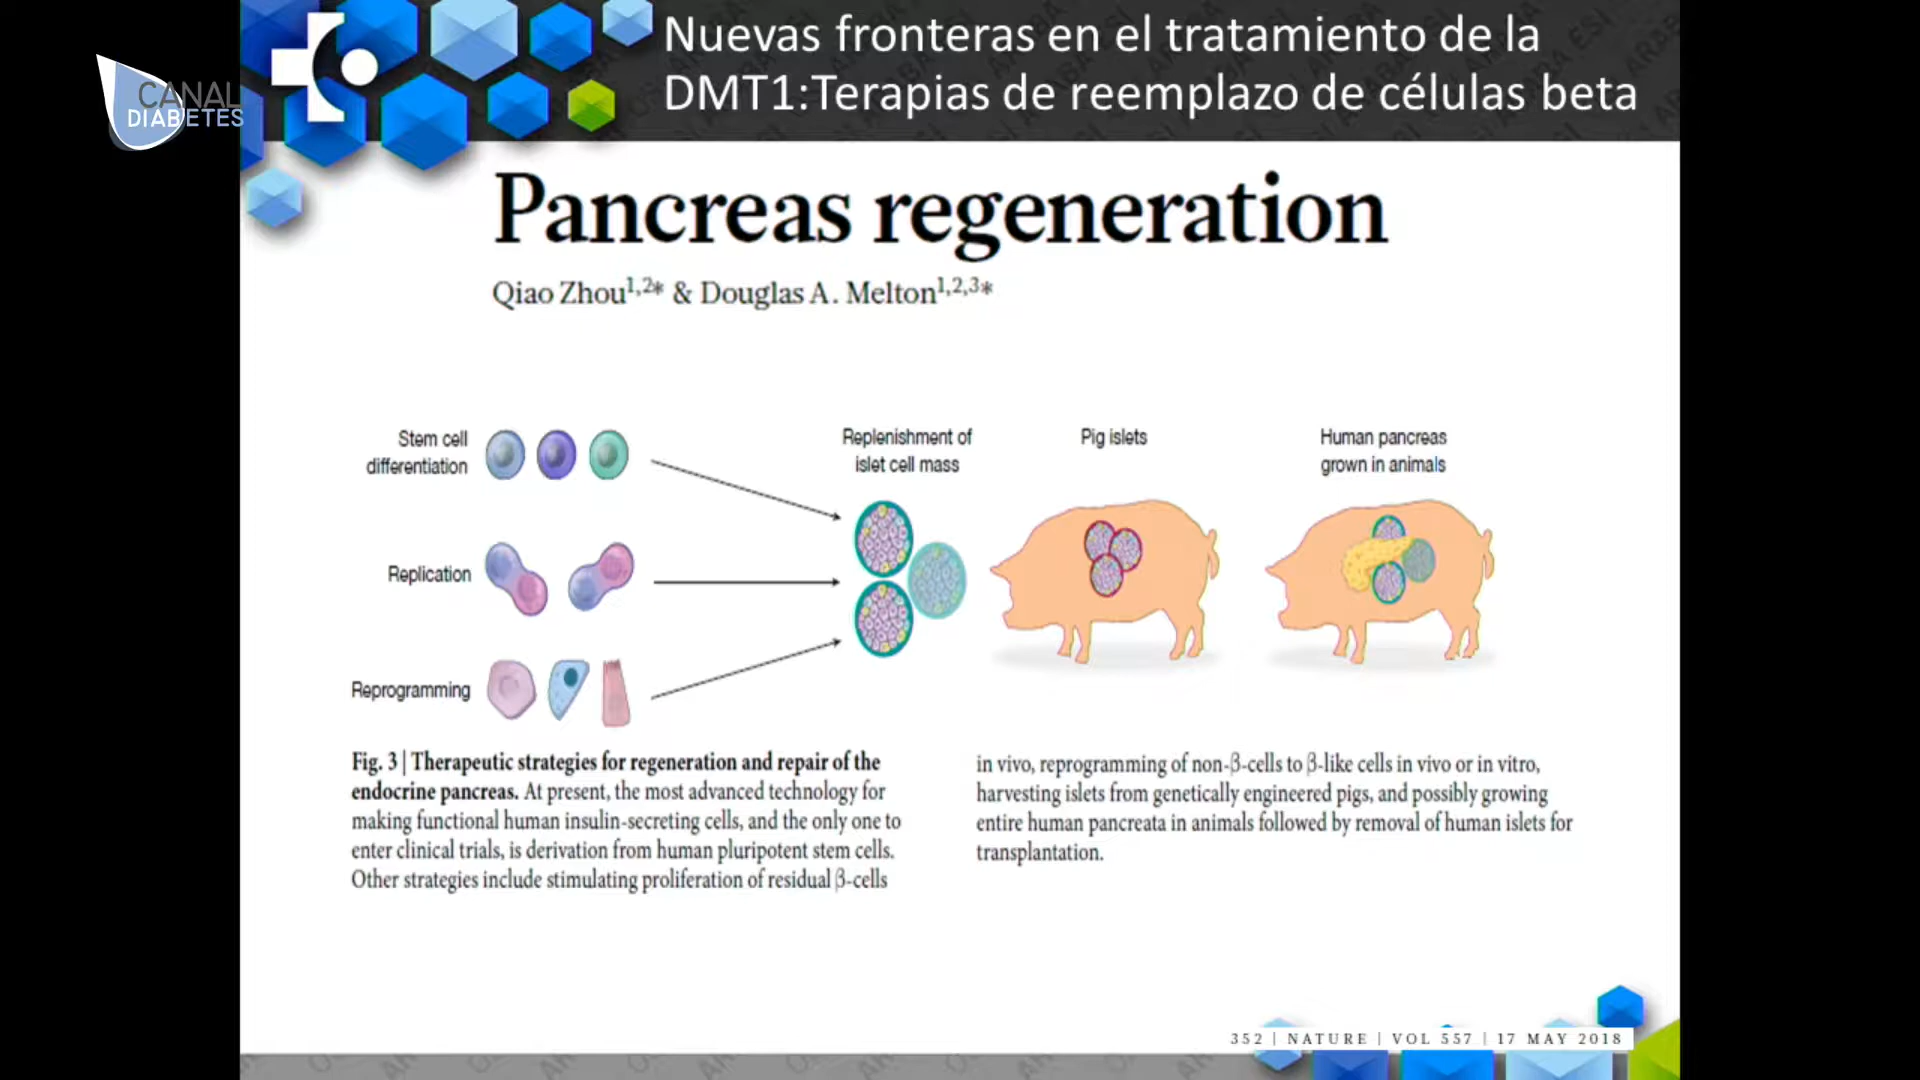 CANAL
DIABETES
Nuevas fronteras en el tratamiento de la
DMT1:Terapias de reemplazo de células beta
Pancreas regeneration
Qiao Zhou1,2* & Douglas A. Melton1,2,3*
Stem cell
differentiation
Replication
Reprogramming
Replenishment of
islet cell mass
Pig islets
Human pancreas
grown in animals
Fig. 3 | Therapeutic strategies for regeneration and repair of the
endocrine pancreas. At present, the most advanced technology for
making functional human insulin-secreting cells, and the only one to
enter clinical trials, is derivation from human pluripotent stem cells.
Other strategies include stimulating proliferation of residual β-cells
in vivo, reprogramming of non-β-cells to β-like cells in vivo or in vitro,
harvesting islets from genetically engineered pigs, and possibly growing
entire human pancreata in animals followed by removal of human islets for
transplantation.
352 | NATURE | VOL 557 | 17 MAY 2018